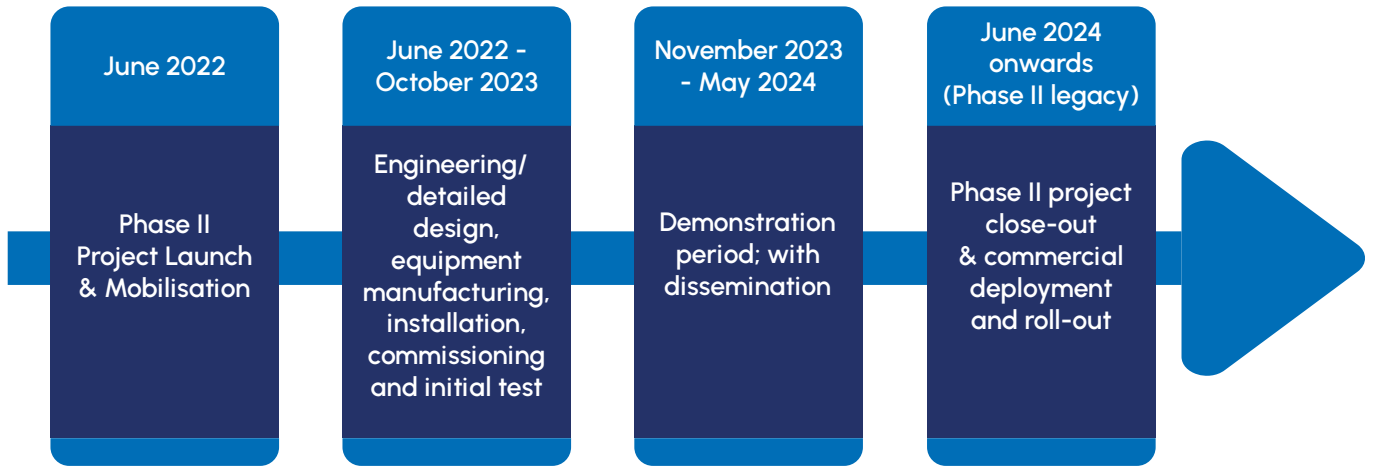 June 2022
Phase II
Project Launch
& Mobilisation
June 2022 -
October 2023
Engineering/
detailed
design,
equipment
manufacturing,
installation,
commissioning
and initial test
November 2023
- May 2024
Demonstration
period; with
dissemination
June 2024
onwards
(Phase II legacy)
Phase II project
close-out
& commercial
deployment
and roll-out